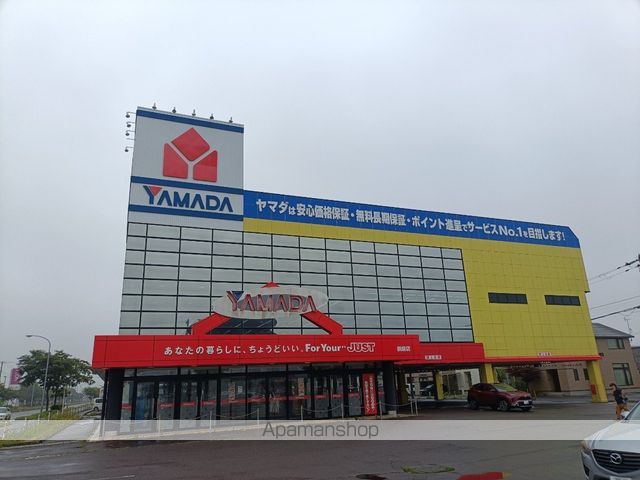 YAMADA
ヤマダは安心価格保証・無料長期保証・ポイント進呈でサービスNo.1を目指します!
YAMADA
あなたの暮らしに、ちょうどいい。For Your JUST
Apamanshop